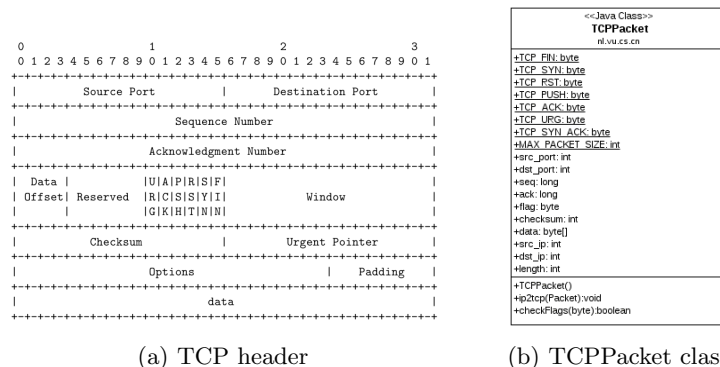 0                   1                   2                   3
0 1 2 3 4 5 6 7 8 9 0 1 2 3 4 5 6 7 8 9 0 1 2 3 4 5 6 7 8 9 0 1
+-+-+-+-+-+-+-+-+-+-+-+-+-+-+-+-+-+-+-+-+-+-+-+-+-+-+-+-+-+-+-+-+
| Source Port | Destination Port |
+-+-+-+-+-+-+-+-+-+-+-+-+-+-+-+-+-+-+-+-+-+-+-+-+-+-+-+-+-+-+-+-+
| Sequence Number |
+-+-+-+-+-+-+-+-+-+-+-+-+-+-+-+-+-+-+-+-+-+-+-+-+-+-+-+-+-+-+-+-+
| Acknowledgment Number |
+-+-+-+-+-+-+-+-+-+-+-+-+-+-+-+-+-+-+-+-+-+-+-+-+-+-+-+-+-+-+-+-+
| Data | |U|A|P|R|S|F| |
| Offset| Reserved |R|C|S|S|Y|I| Window |
| | |G|K|H|T|N|N| |
+-+-+-+-+-+-+-+-+-+-+-+-+-+-+-+-+-+-+-+-+-+-+-+-+-+-+-+-+-+-+-+-+
| Checksum | Urgent Pointer |
+-+-+-+-+-+-+-+-+-+-+-+-+-+-+-+-+-+-+-+-+-+-+-+-+-+-+-+-+-+-+-+-+
| Options | Padding |
+-+-+-+-+-+-+-+-+-+-+-+-+-+-+-+-+-+-+-+-+-+-+-+-+-+-+-+-+-+-+-+-+
| data |
+-+-+-+-+-+-+-+-+-+-+-+-+-+-+-+-+-+-+-+-+-+-+-+-+-+-+-+-+-+-+-+-+
(a) TCP header
<<Java Class>>
TCPPacket
nl.vu.cs.cn
+TCP_FIN: byte
+TCP_SYN: byte
+TCP_RST: byte
+TCP_PUSH: byte
+TCP_ACK: byte
+TCP_URG: byte
+TCP_SYN_ACK: byte
+MAX_PACKET_SIZE: int
+src_port: int
+dst_port: int
+seq: long
+ack: long
+flag: byte
+checksum: int
+data: byte[]
+src_ip: int
+dst_ip: int
+length: int
+TCPPacket()
+ip2tcp(Packet):void
+checkFlags(byte):boolean
(b) TCPPacket clas